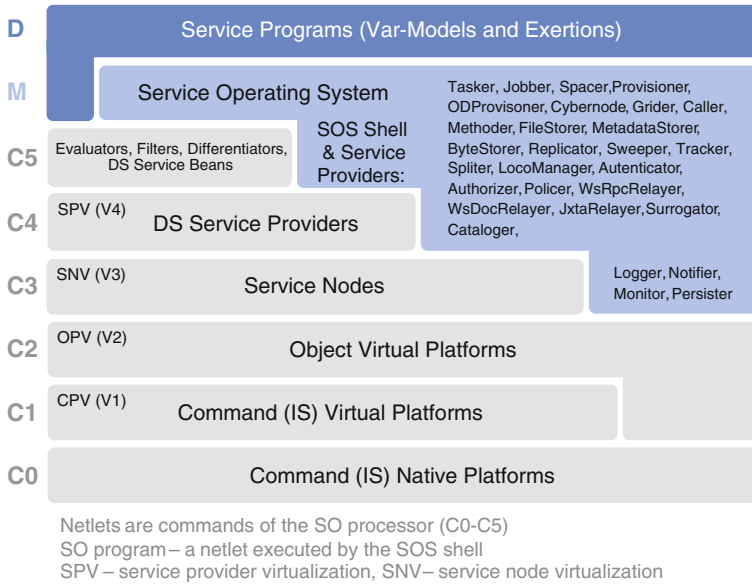 D
Service Programs (Var-Models and Exertions)
M
Service Operating System
SOS Shell
& Service
Providers:
Tasker, Jobber, Spacer,Provisioner,
ODProvisoner, Cybernode, Grider, Caller,
Methoder, FileStorer, MetadataStorer,
ByteStorer, Replicator, Sweeper, Tracker,
Spliter, LocoManager, Autenticator,
Authorizer, Policer, WsRpcRelayer,
WsDocRelayer, JxtaRelayer,Surrogator,
Cataloger,
C5
Evaluators, Filters, Differentiators,
DS Service Beans
C4
SPV (V4)
DS Service Providers
C3
SNV (V3)
Service Nodes
Logger, Notifier,
Monitor, Persister
C2
OPV (V2)
Object Virtual Platforms
C1
CPV (V1)
Command (IS) Virtual Platforms
C0
Command (IS) Native Platforms
Netlets are commands of the SO processor (C0-C5)
SO program – a netlet executed by the SOS shell
SPV – service provider virtualization, SNV– service node virtualization